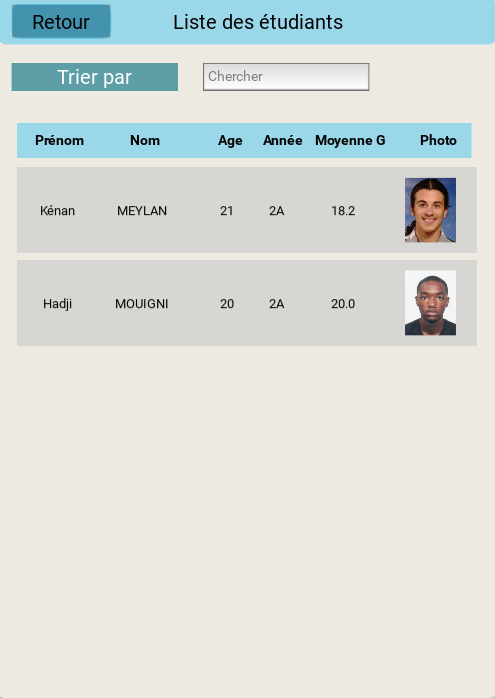 Retour Liste des étudiants
Trier par Chercher
Prénom Nom Age Année Moyenne G Photo
Kénan MEYLAN 21 2A 18.2
Hadji MOUIGNI 20 2A 20.0